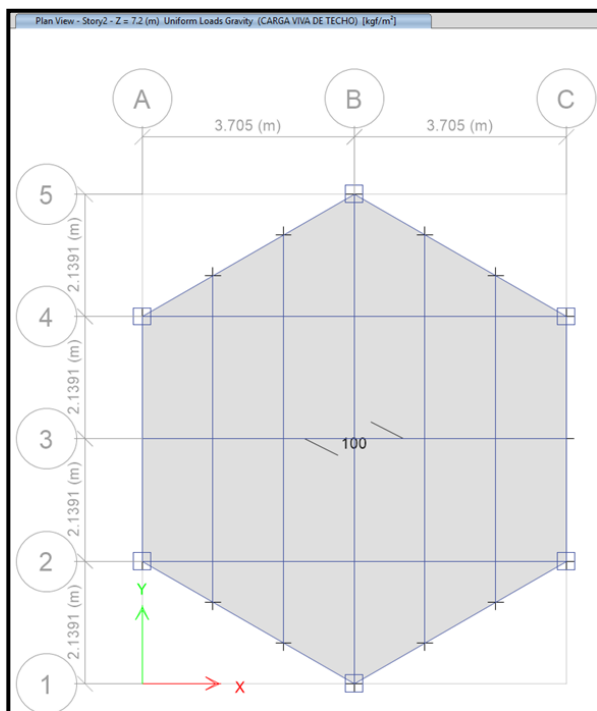 Plan View - Story2 - Z = 7.2 (m) Uniform Loads Gravity (CARGA VIVA DE TECHO) [kgf/m²]
A B C
3.705 (m) 3.705 (m)
5
2.1391 (m)
4
2.1391 (m)
3
100
2.1391 (m)
2
2.1391 (m)
Y
1
X